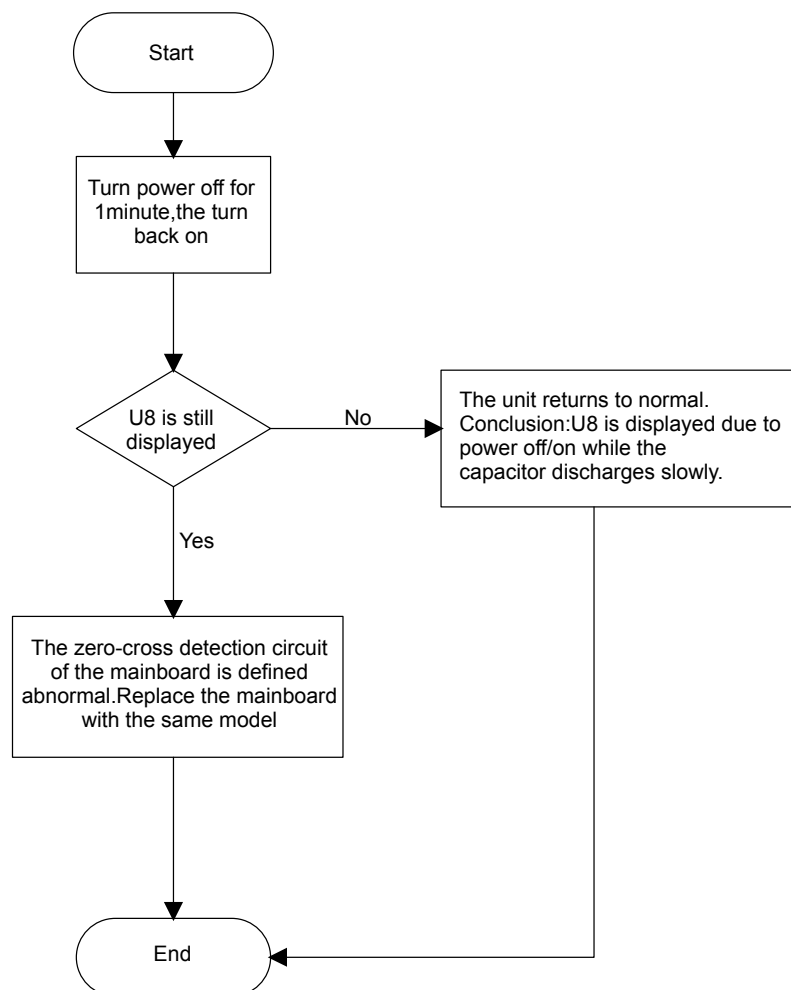 Start
Turn power off for
1minute,the turn
back on
U8 is still
displayed
No
The unit returns to normal.
Conclusion:U8 is displayed due to
power off/on while the
capacitor discharges slowly.
Yes
The zero-cross detection circuit
of the mainboard is defined
abnormal.Replace the mainboard
with the same model
End